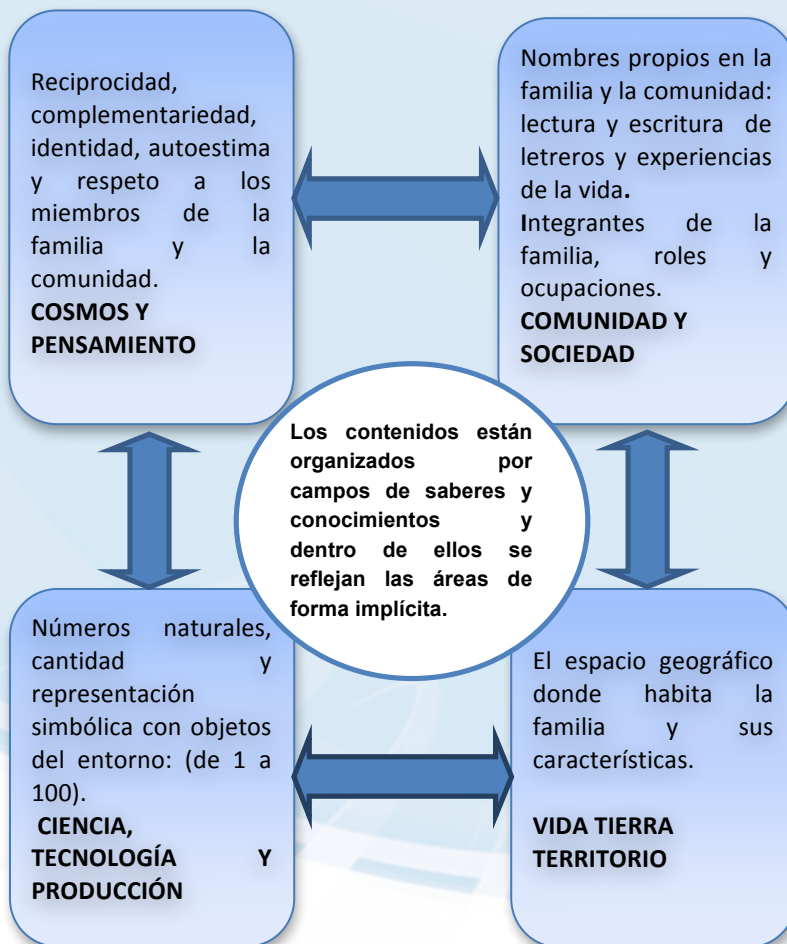 Reciprocidad,
complementariedad,
identidad, autoestima
y respeto a los
miembros de la
familia y la
comunidad.
COSMOS Y
PENSAMIENTO
Nombres propios en la
familia y la comunidad:
lectura y escritura de
letreros y experiencias
de la vida.
Integrantes de la
familia, roles y
ocupaciones.
COMUNIDAD Y
SOCIEDAD
Los contenidos están
organizados por
campos de saberes y
conocimientos y
dentro de ellos se
reflejan las áreas de
forma implícita.
Números naturales,
cantidad y
representación
simbólica con objetos
del entorno: (de 1 a
100).
CIENCIA,
TECNOLOGÍA Y
PRODUCCIÓN
El espacio geográfico
donde habita la
familia y sus
características.
VIDA TIERRA
TERRITORIO